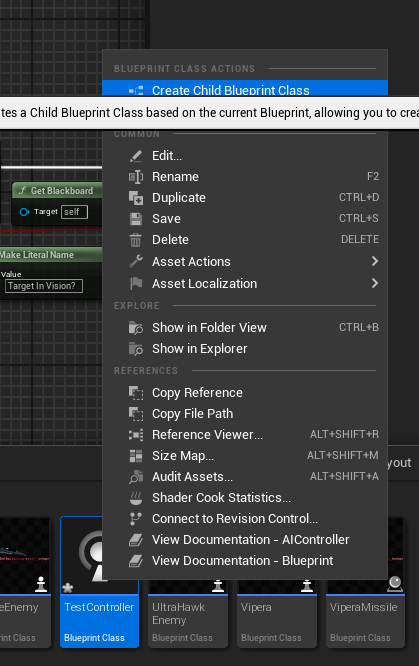 BLUEPRINT CLASS ACTIONS
Create Child Blueprint Class
tes a Child Blueprint Class based on the current Blueprint, allowing you to crea
COMMON
Edit...
Rename F2
Duplicate CTRL+D
Save CTRL+S
Delete DELETE
Asset Actions
Asset Localization
EXPLORE
Show in Folder View CTRL+B
Show in Explorer
REFERENCES
Copy Reference
Copy File Path
Reference Viewer... ALT+SHIFT+R
Size Map... ALT+SHIFT+M
Audit Assets... ALT+SHIFT+A
Shader Cook Statistics...
Connect to Revision Control...
View Documentation - AIController
View Documentation - Blueprint
f Get Blackboard
Target self
Make Literal Name
Value
Target In Vision?
yout
eEnemy
nt Class
TestController
Blueprint Class
UltraHawk
Enemy
Blueprint Class
Vipera
Blueprint Class
ViperaMissile
Blueprint Class